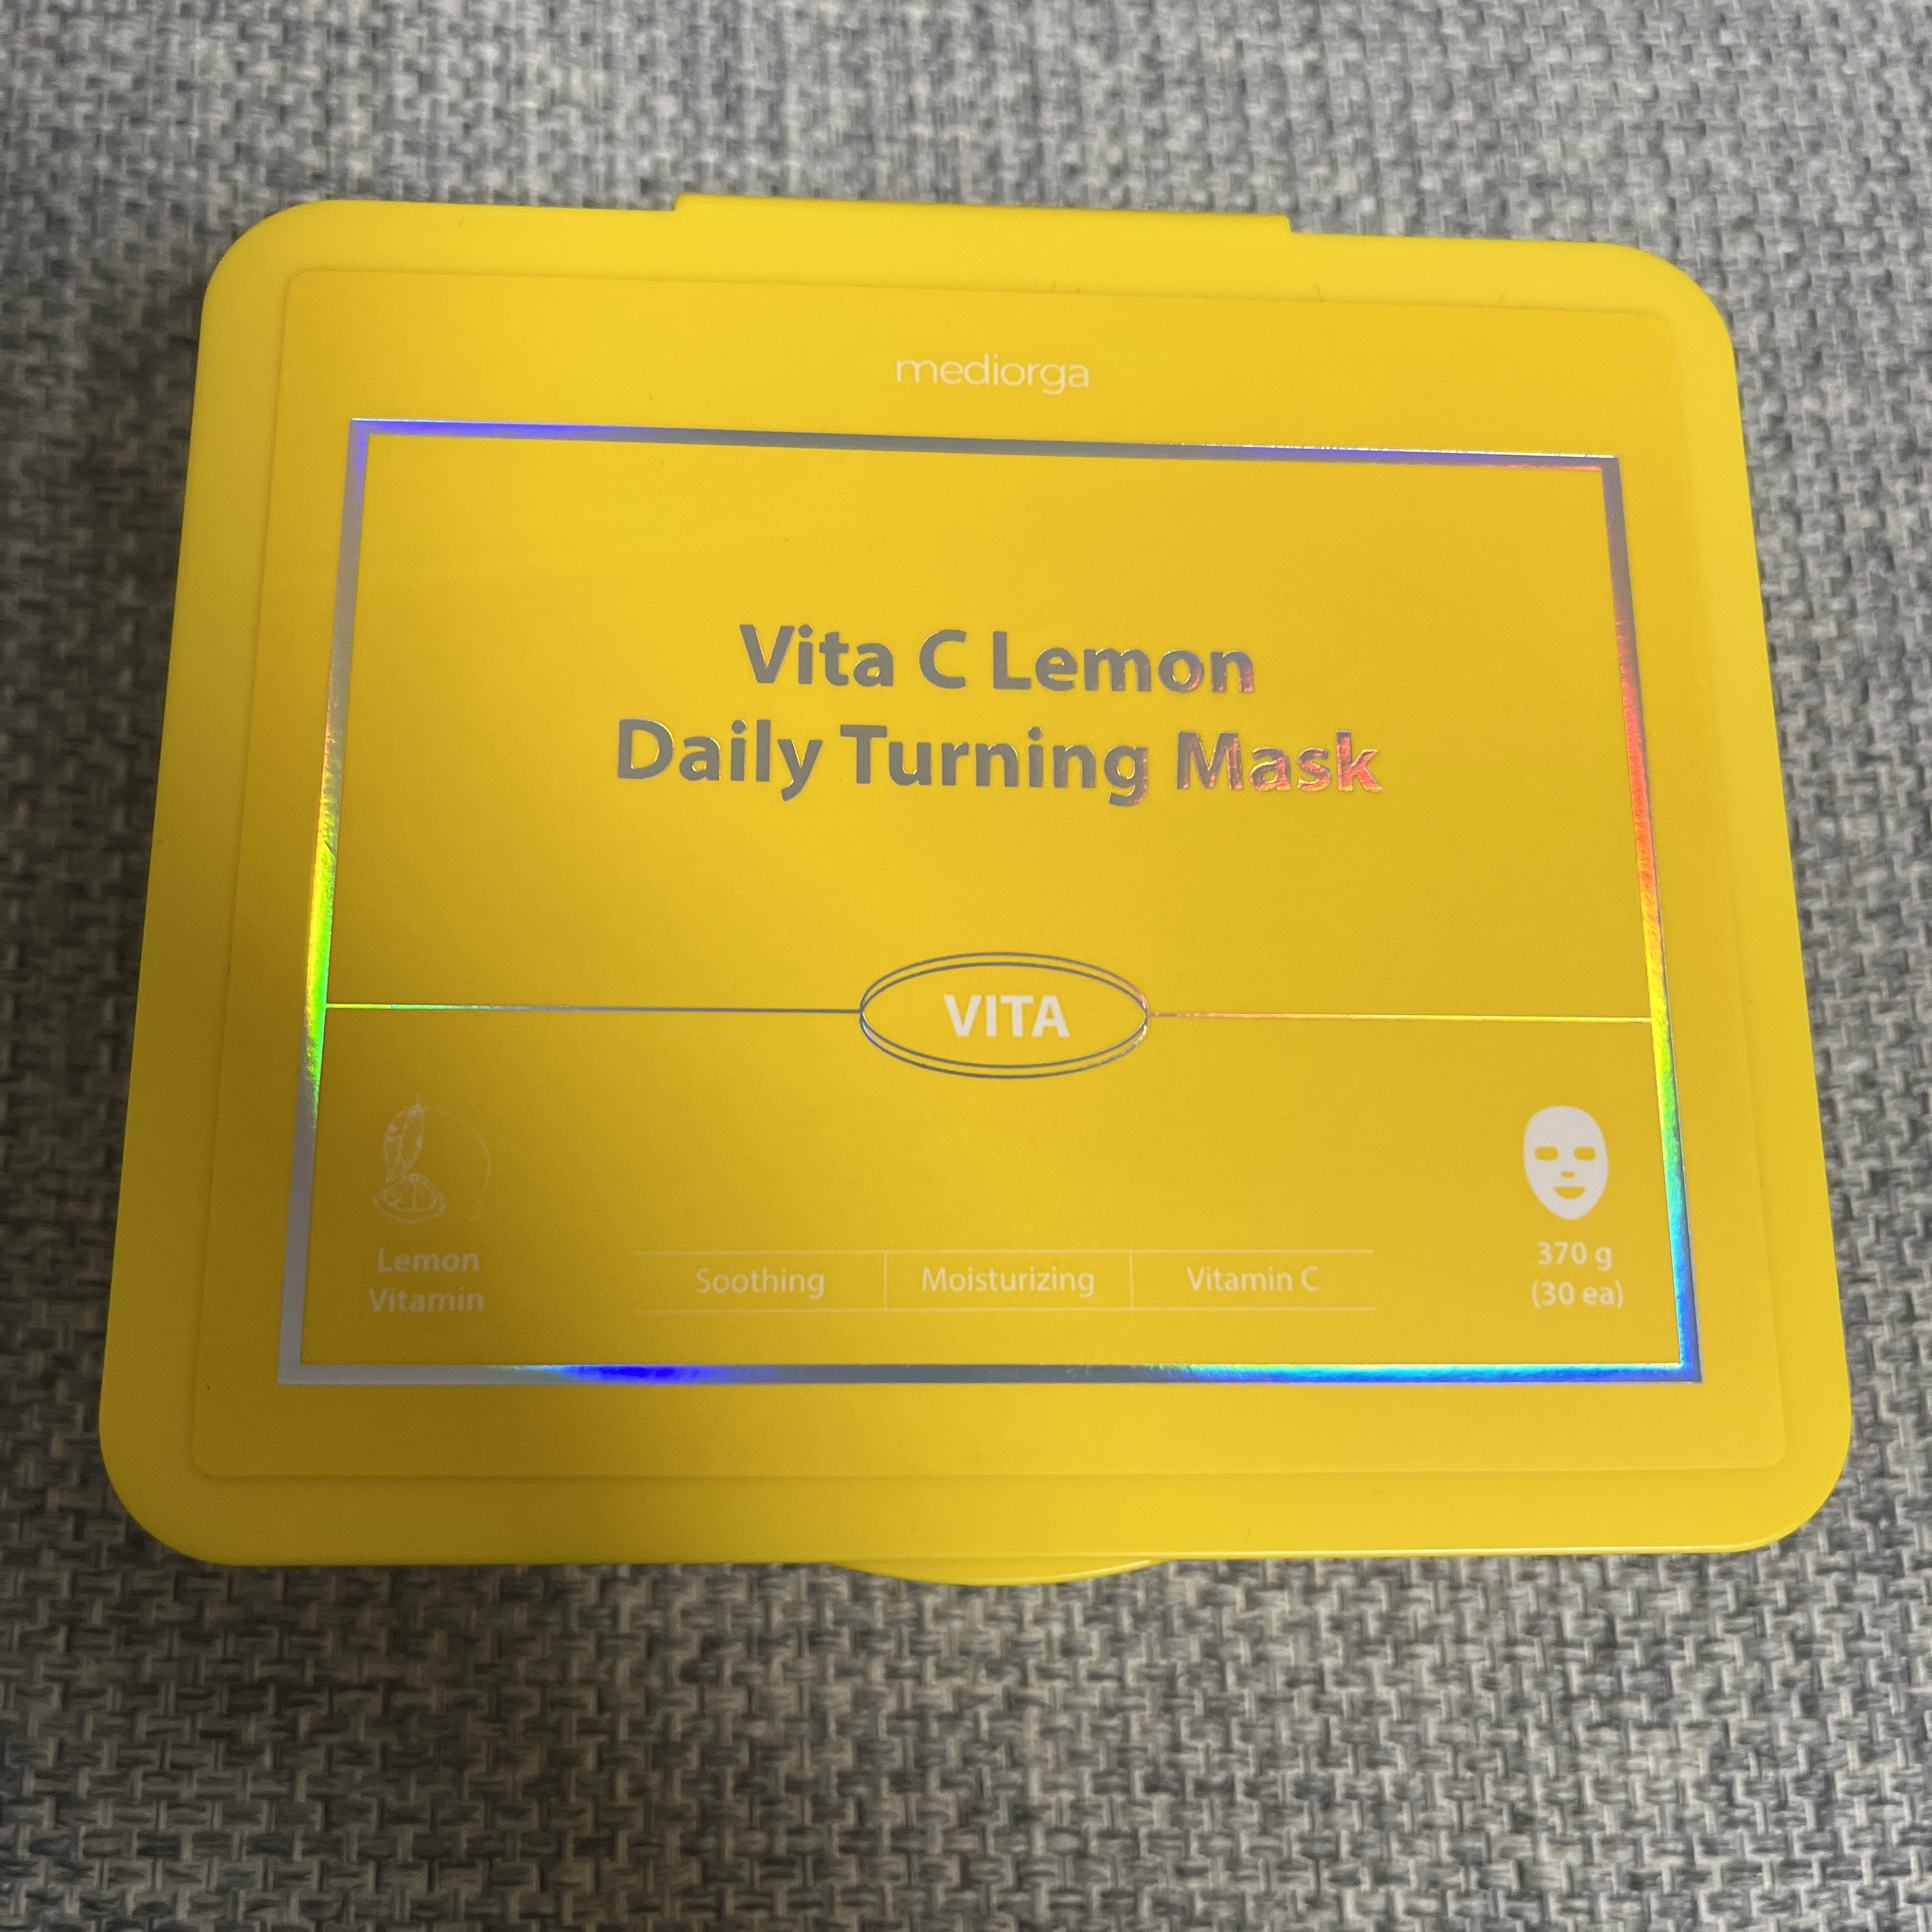 mediorga
Vita C Lemon
Daily Turning Mask
VITA
Lemon
Vitamin
Soothing
Moisturizing
Vitamin C
370 g
(30 ea)